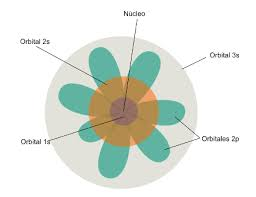 Núcleo
Orbital 2s
Orbital 3s
Orbital 1s
Orbitales 2p